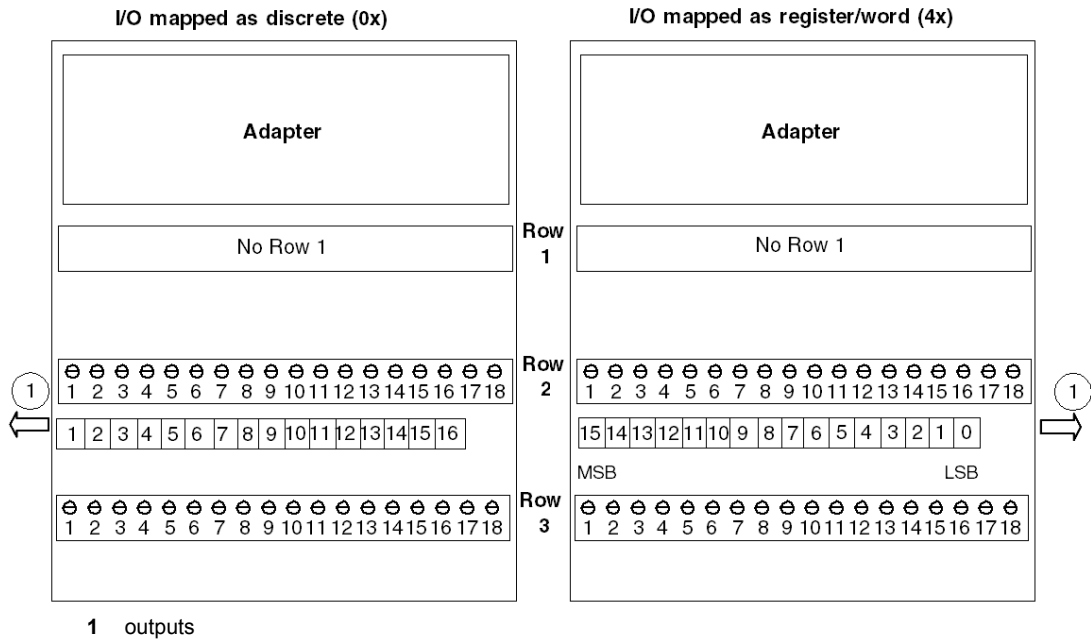 I/O mapped as discrete (0x)
I/O mapped as register/word (4x)
Adapter
Adapter
Row
1
No Row 1
No Row 1
Row
2
1 2 3 4 5 6 7 8 9 10 11 12 13 14 15 16 17 18
1 2 3 4 5 6 7 8 9 10 11 12 13 14 15 16 17 18
1
1
1 2 3 4 5 6 7 8 9 10 11 12 13 14 15 16
15 14 13 12 11 10 9 8 7 6 5 4 3 2 1 0
MSB
LSB
Row
3
1 2 3 4 5 6 7 8 9 10 11 12 13 14 15 16 17 18
1 2 3 4 5 6 7 8 9 10 11 12 13 14 15 16 17 18
1 outputs